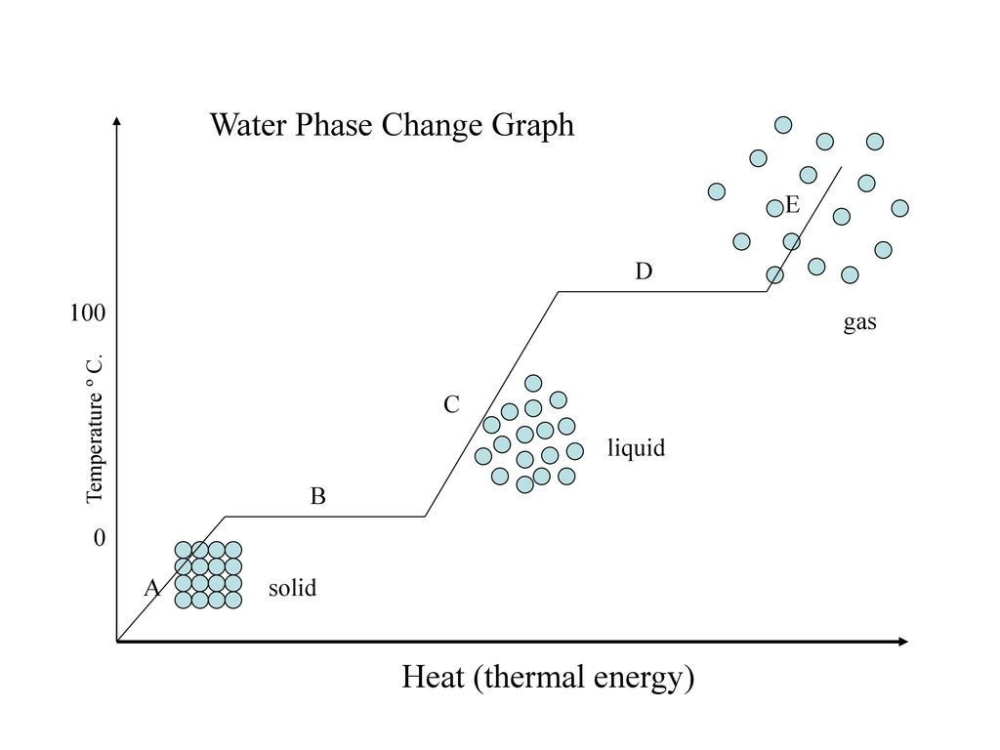 Water Phase Change Graph
E
D
100
gas
C
Temperature º C.
liquid
B
0
A
solid
Heat (thermal energy)